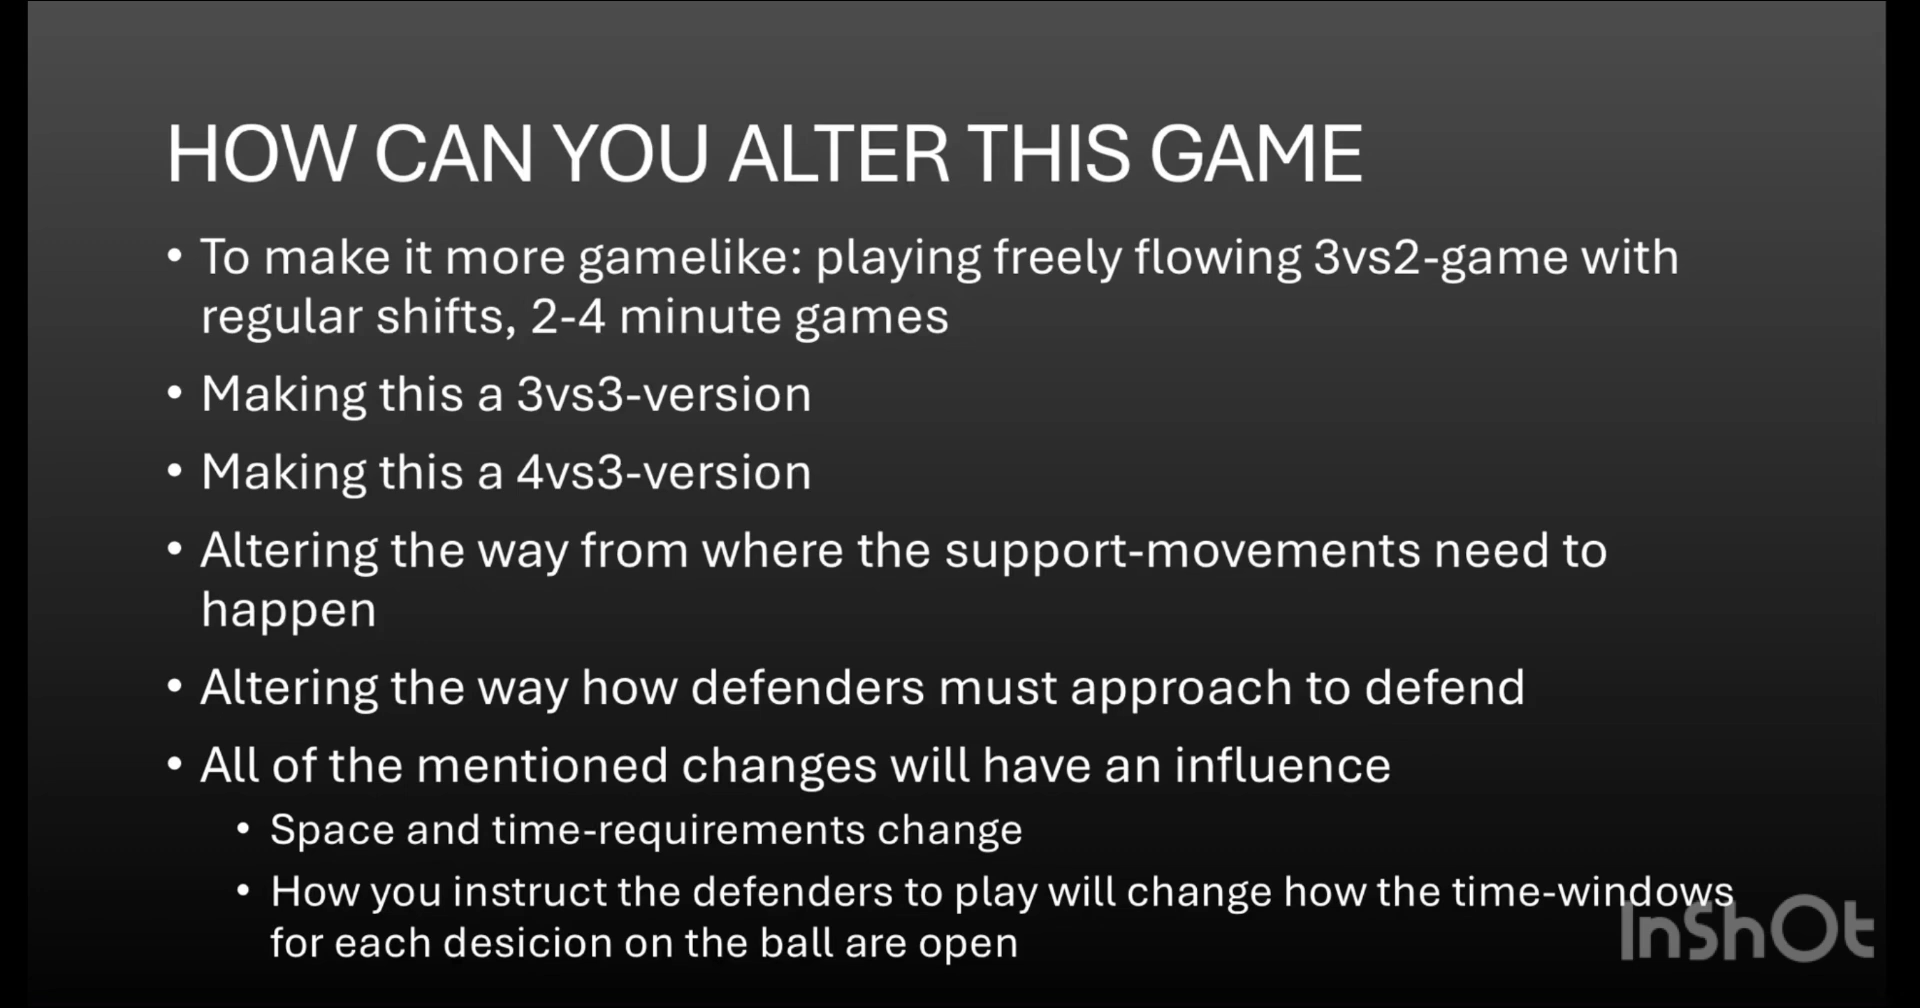 HOW CAN YOU ALTER THIS GAME
• To make it more gamelike: playing freely flowing 3vs2-game with
regular shifts, 2-4 minute games
• Making this a 3vs3-version
• Making this a 4vs3-version
• Altering the way from where the support-movements need to
happen
• Altering the way how defenders must approach to defend
• All of the mentioned changes will have an influence
• Space and time-requirements change
• How you instruct the defenders to play will change how the time-windows
for each desicion on the ball are open
InShOt